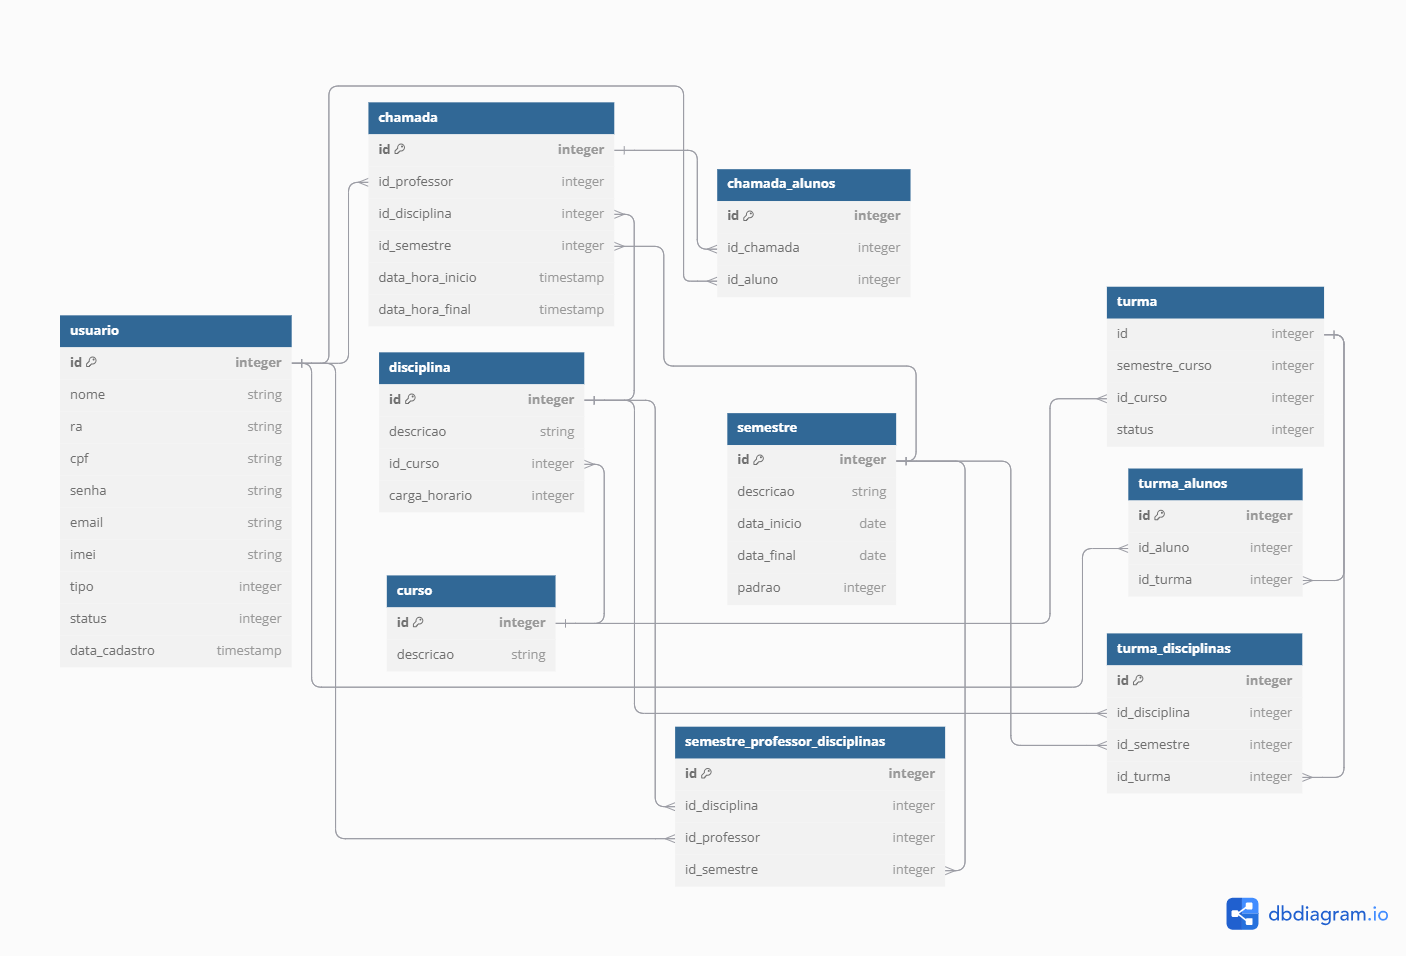 chamada
id integer
id_professor integer
id_disciplina integer
id_semestre integer
data_hora_inicio timestamp
data_hora_final timestamp
chamada_alunos
id integer
id_chamada integer
id_aluno integer
usuario
id integer
nome string
ra string
cpf string
senha string
email string
imei string
tipo integer
status integer
data_cadastro timestamp
disciplina
id integer
descricao string
id_curso integer
carga_horario integer
curso
id integer
descricao string
semestre
id integer
descricao string
data_inicio date
data_final date
padrao integer
turma
id integer
semestre_curso integer
id_curso integer
status integer
turma_alunos
id integer
id_aluno integer
id_turma integer
turma_disciplinas
id integer
id_disciplina integer
id_semestre integer
id_turma integer
semestre_professor_disciplinas
id integer
id_disciplina integer
id_professor integer
id_semestre integer
dbdiagram.io